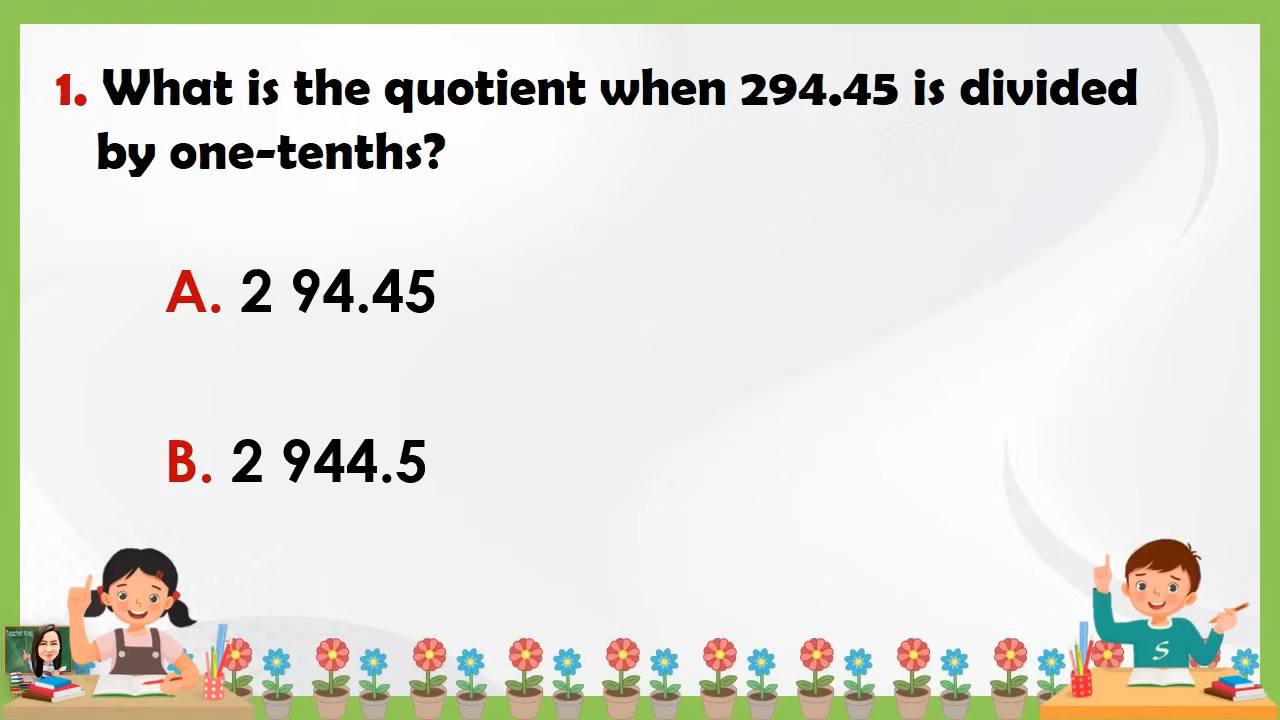 1. What is the quotient when 294.45 is divided
by one-tenths?
A. 2 94.45
B. 2 944.5
S